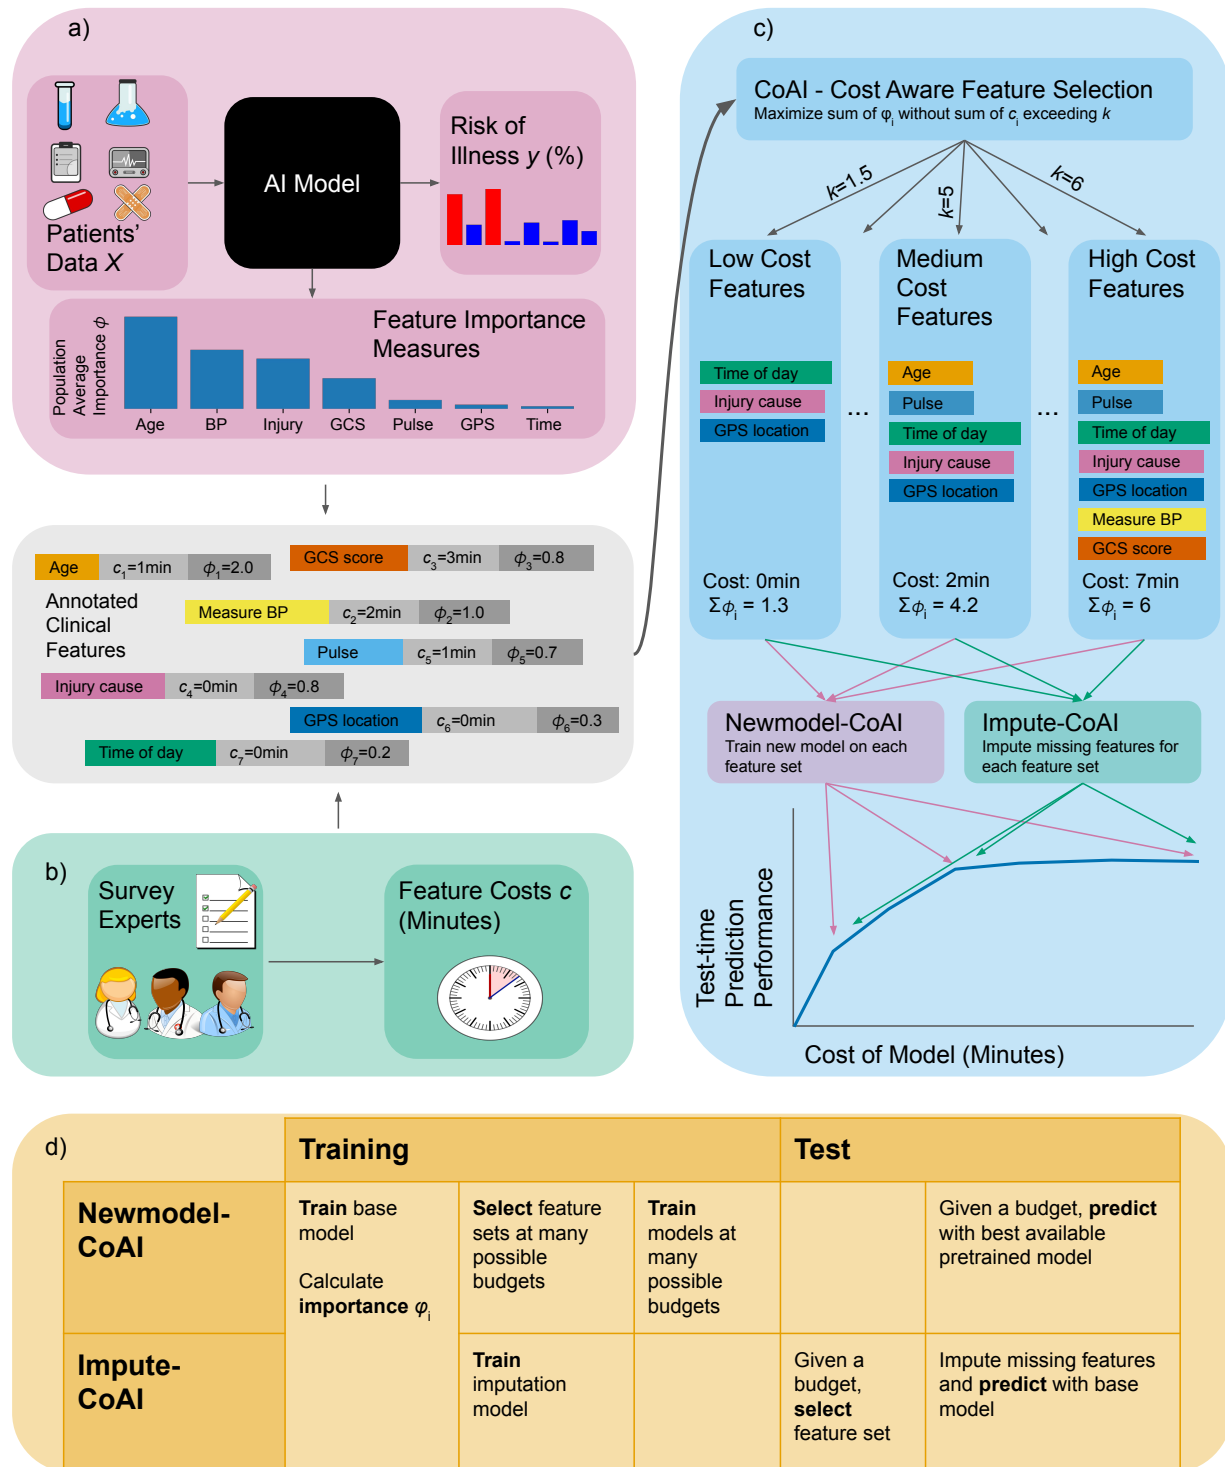 a)
Patients'
Data X
AI Model
Risk of
Illness y (%)
Population
Average
Importance ϕ
Feature Importance
Measures
Age
BP
Injury
GCS
Pulse
GPS
Time
Age c1=1min ϕ1=2.0
GCS score c3=3min ϕ3=0.8
Annotated
Clinical
Features
Measure BP c2=2min ϕ2=1.0
Pulse c5=1min ϕ5=0.7
Injury cause c4=0min ϕ4=0.8
GPS location c6=0min ϕ6=0.3
Time of day c7=0min ϕ7=0.2
b)
Survey
Experts
Feature Costs c
(Minutes)
c)
CoAI - Cost Aware Feature Selection
Maximize sum of φi without sum of ci exceeding k
k=1.5
k=5
k=6
Low Cost
Features
Time of day
Injury cause
GPS location
Cost: 0min
Σϕi = 1.3
...
Medium
Cost
Features
Age
Pulse
Time of day
Injury cause
GPS location
Cost: 2min
Σϕi = 4.2
...
High Cost
Features
Age
Pulse
Time of day
Injury cause
GPS location
Measure BP
GCS score
Cost: 7min
Σϕi = 6
Newmodel-CoAI
Train new model on each
feature set
Impute-CoAI
Impute missing features for
each feature set
Test-time
Prediction
Performance
Cost of Model (Minutes)
d)
Training
Test
Newmodel-
CoAI
Train base
model
Calculate
importance φi
Select feature
sets at many
possible
budgets
Train
models at
many
possible
budgets
Given a budget, predict
with best available
pretrained model
Impute-
CoAI
Train
imputation
model
Given a
budget,
select
feature set
Impute missing features
and predict with base
model